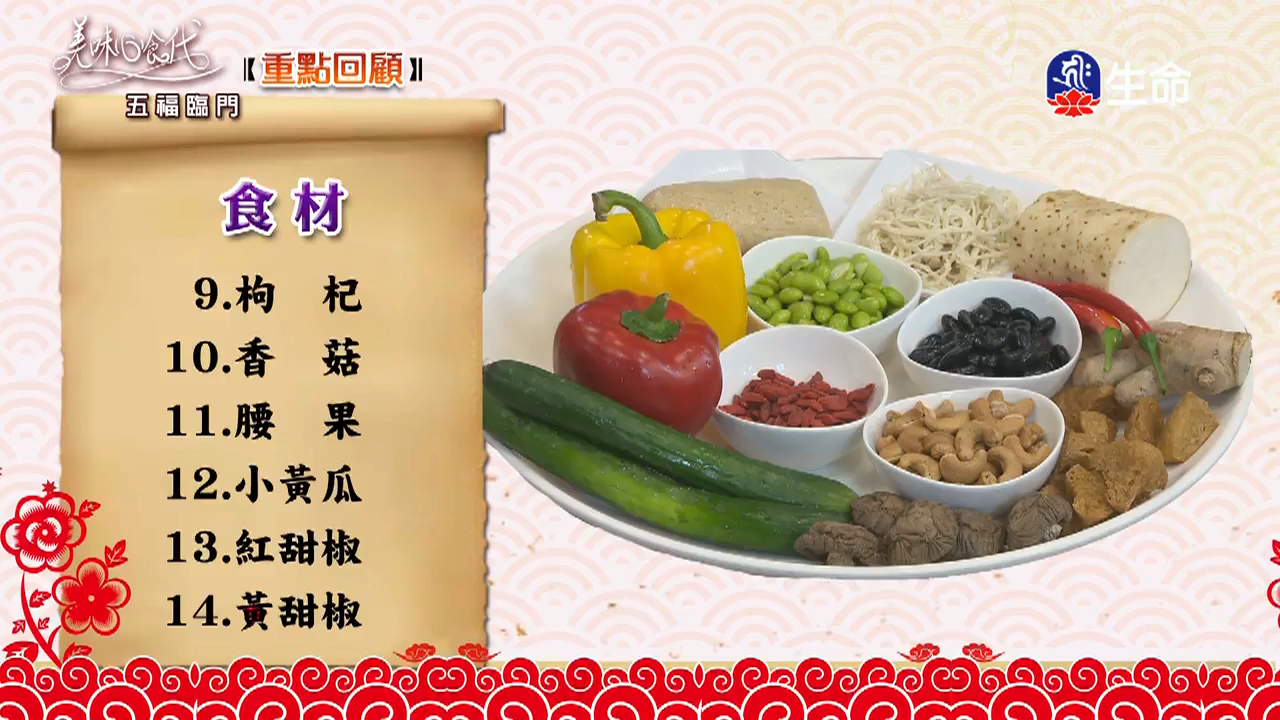 美味心食代
【重點回顧】
五福臨門
生命
食材
9.枸 杞
10.香 菇
11.腰 果
12.小黃瓜
13.紅甜椒
14.黃甜椒